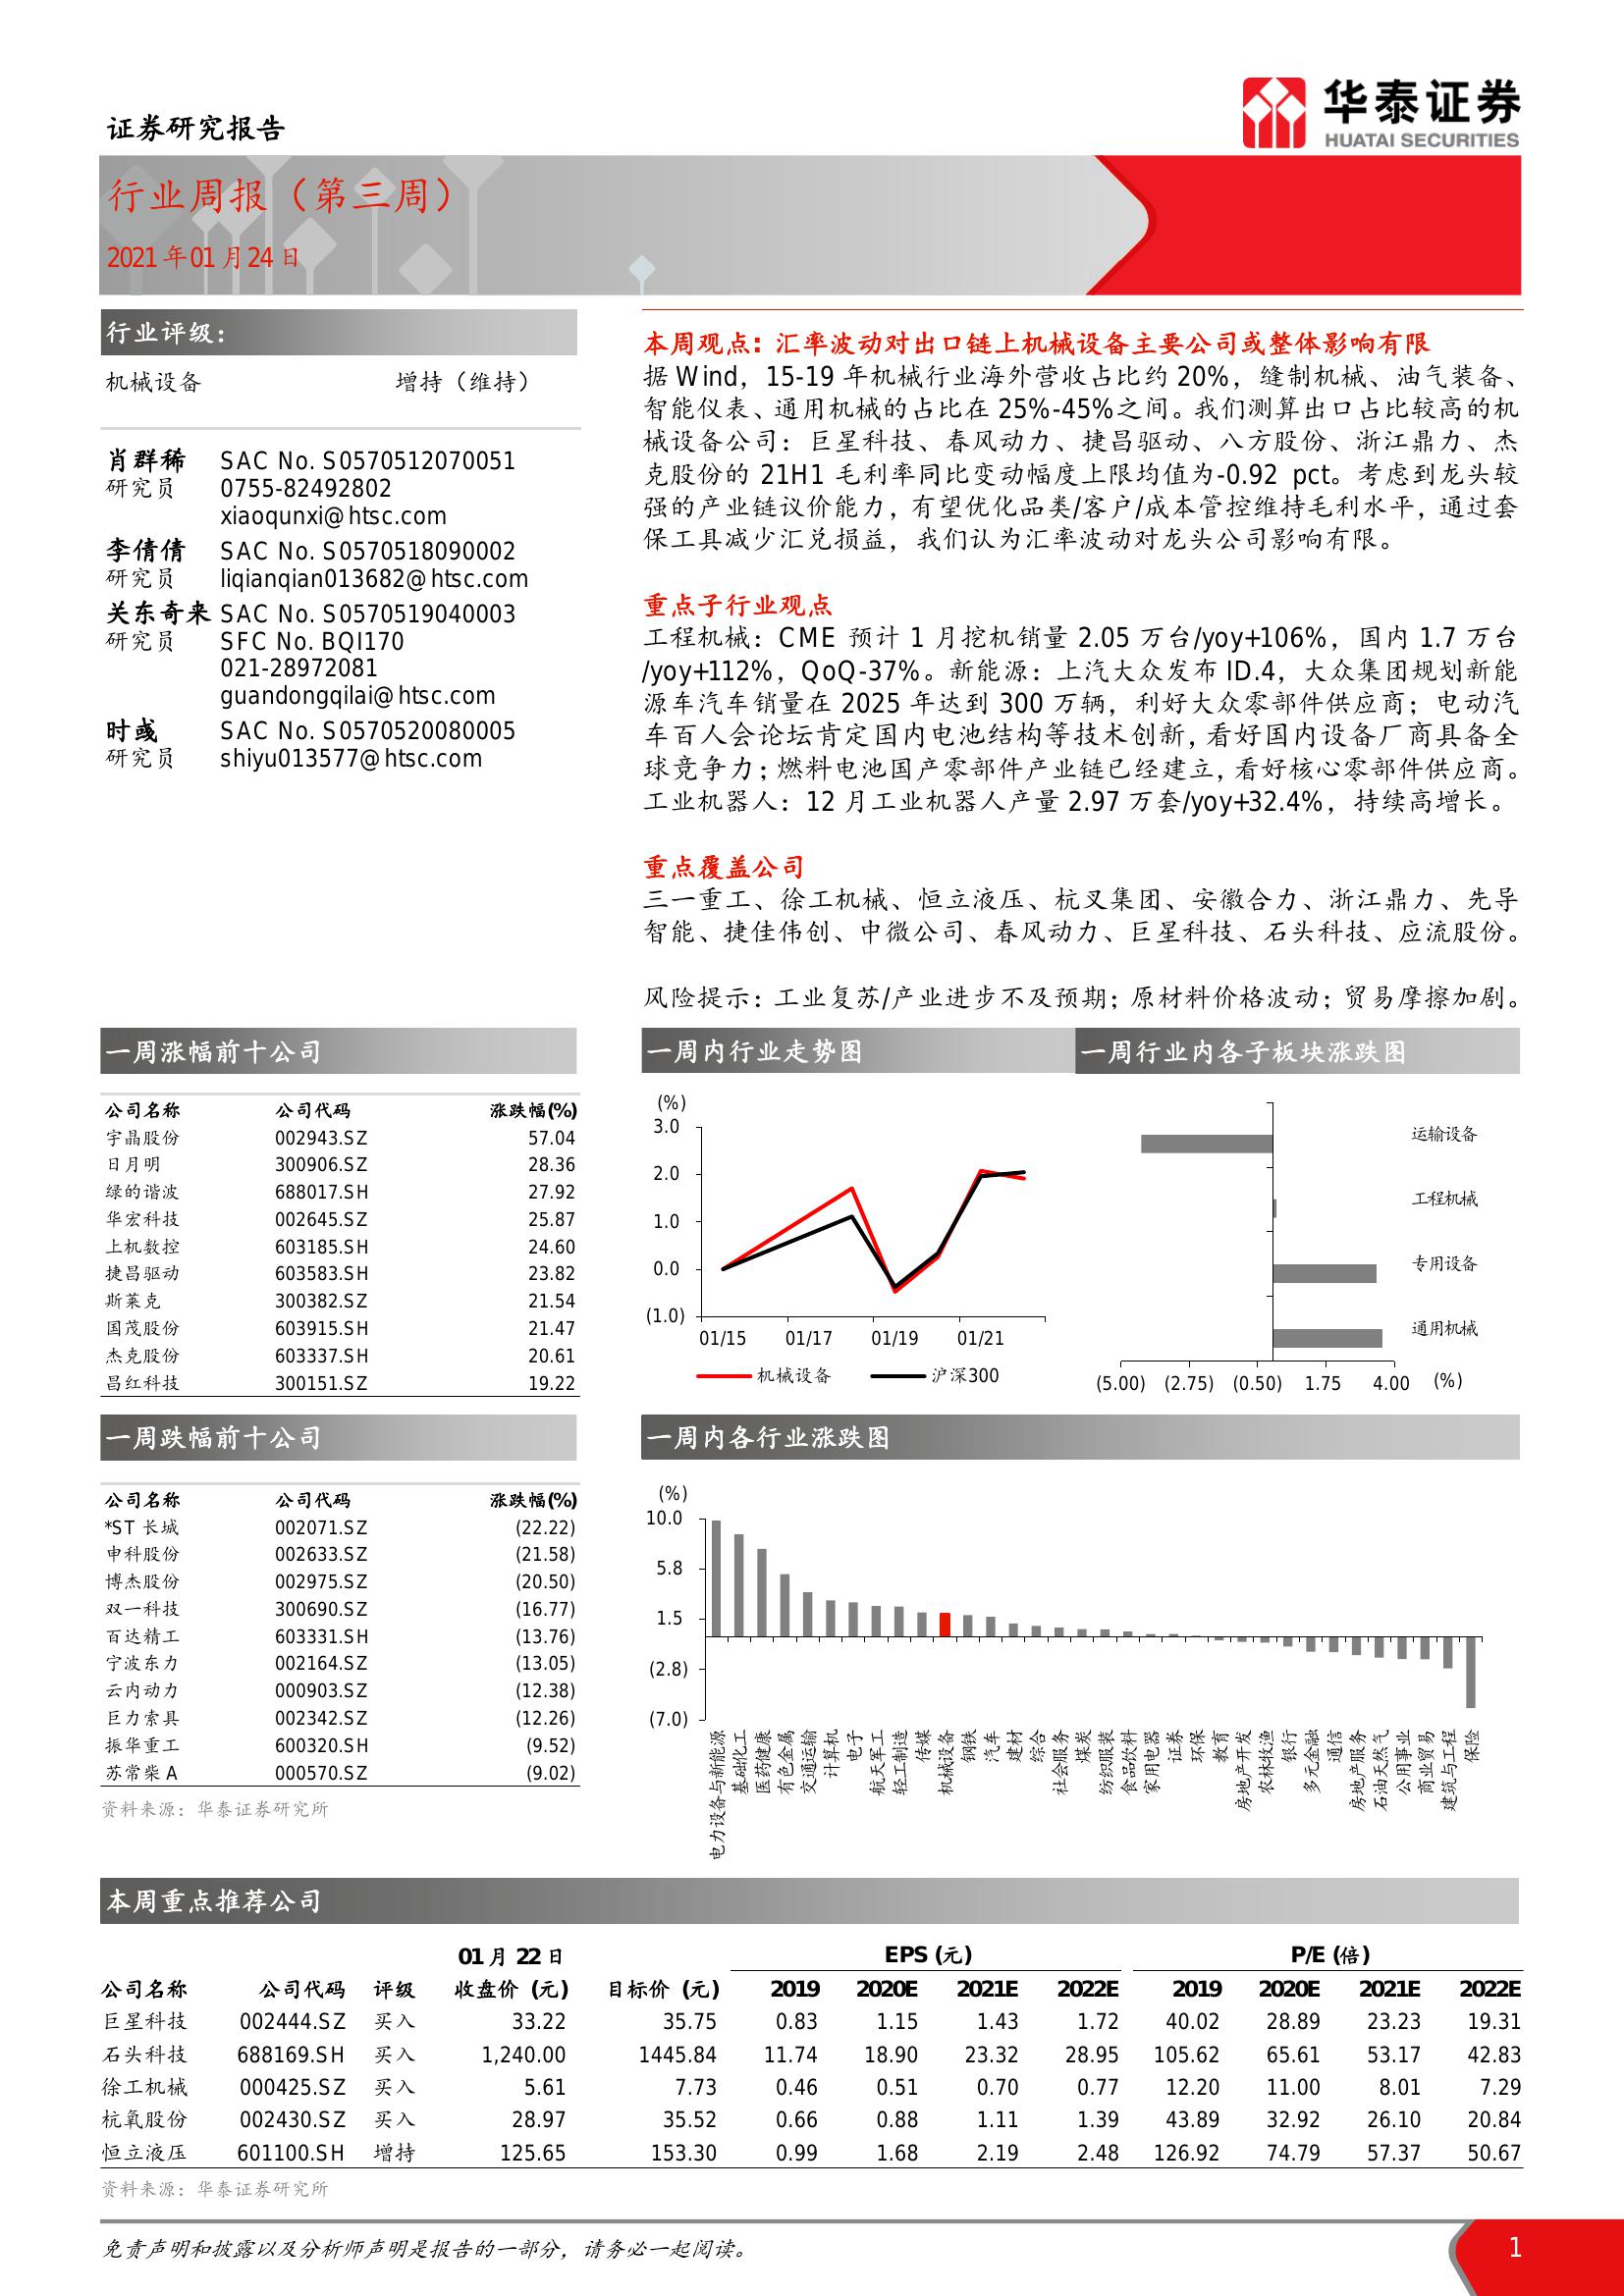 证券研究报告
华泰证券
HUATAI SECURITIES
行业周报（第三周）
2021年01月24日
行业评级：
机械设备 增持（维持）
肖群稀 SAC No. S0570512070051
研究员 0755-82492802
xiaoqunxi@htsc.com
李倩倩 SAC No. S0570518090002
研究员 liqianqian013682@htsc.com
关东奇来 SAC No. S0570519040003
研究员 SFC No. BQI170
021-28972081
guandongqilai@htsc.com
时彧 SAC No. S0570520080005
研究员 shiyu013577@htsc.com
本周观点：汇率波动对出口链上机械设备主要公司或整体影响有限
据 Wind，15-19 年机械行业海外营收占比约 20%，缝制机械、油气装备、
智能仪表、通用机械的占比在 25%-45%之间。我们测算出口占比较高的机
械设备公司：巨星科技、春风动力、捷昌驱动、八方股份、浙江鼎力、杰
克股份的 21H1 毛利率同比变动幅度上限均值为-0.92 pct。考虑到龙头较
强的产业链议价能力，有望优化品类/客户/成本管控维持毛利水平，通过套
保工具减少汇兑损益，我们认为汇率波动对龙头公司影响有限。
重点子行业观点
工程机械：CME 预计 1 月挖机销量 2.05 万台/yoy+106%，国内 1.7 万台
/yoy+112%，QoQ-37%。新能源：上汽大众发布 ID.4，大众集团规划新能
源车汽车销量在 2025 年达到 300 万辆，利好大众零部件供应商；电动汽
车百人会论坛肯定国内电池结构等技术创新，看好国内设备厂商具备全
球竞争力；燃料电池国产零部件产业链已经建立，看好核心零部件供应商。
工业机器人：12 月工业机器人产量 2.97 万套/yoy+32.4%，持续高增长。
重点覆盖公司
三一重工、徐工机械、恒立液压、杭叉集团、安徽合力、浙江鼎力、先导
智能、捷佳伟创、中微公司、春风动力、巨星科技、石头科技、应流股份。
风险提示：工业复苏/产业进步不及预期；原材料价格波动；贸易摩擦加剧。
一周涨幅前十公司
公司名称 公司代码 涨跌幅(%)
宇晶股份 002943.SZ 57.04
日月明 300906.SZ 28.36
绿的谐波 688017.SH 27.92
华宏科技 002645.SZ 25.87
上机数控 603185.SH 24.60
捷昌驱动 603583.SH 23.82
斯莱克 300382.SZ 21.54
国茂股份 603915.SH 21.47
杰克股份 603337.SH 20.61
昌红科技 300151.SZ 19.22
一周内行业走势图
(%)
3.0
2.0
1.0
0.0
(1.0)
01/15 01/17 01/19 01/21
机械设备 沪深300
一周行业内各子板块涨跌图
运输设备
工程机械
专用设备
通用机械
(5.00) (2.75) (0.50) 1.75 4.00 (%)
一周跌幅前十公司
公司名称 公司代码 涨跌幅(%)
*ST 长城 002071.SZ (22.22)
申科股份 002633.SZ (21.58)
博杰股份 002975.SZ (20.50)
双一科技 300690.SZ (16.77)
百达精工 603331.SH (13.76)
宁波东力 002164.SZ (13.05)
云内动力 000903.SZ (12.38)
巨力索具 002342.SZ (12.26)
振华重工 600320.SH (9.52)
苏常柴 A 000570.SZ (9.02)
资料来源：华泰证券研究所
一周内各行业涨跌图
(%)
10.0
5.8
1.5
(2.8)
(7.0)
电力设备与新能源
基础化工
医药健康
有色金属
交通运输
计算机
电子
航天军工
轻工制造
传媒
机械设备
钢铁
汽车
建材
综合
社会服务
煤炭
纺织服装
食品饮料
家用电器
证券
环保
教育
房地产开发
农林牧渔
银行
多元金融
通信
房地产服务
石油天然气
公用事业
商业贸易
建筑与工程
保险
本周重点推荐公司
01 月 22 日 EPS (元) P/E (倍)
公司名称 公司代码 评级 收盘价 (元) 目标价 (元) 2019 2020E 2021E 2022E 2019 2020E 2021E 2022E
巨星科技 002444.SZ 买入 33.22 35.75 0.83 1.15 1.43 1.72 40.02 28.89 23.23 19.31
石头科技 688169.SH 买入 1,240.00 1445.84 11.74 18.90 23.32 28.95 105.62 65.61 53.17 42.83
徐工机械 000425.SZ 买入 5.61 7.73 0.46 0.51 0.70 0.77 12.20 11.00 8.01 7.29
杭氧股份 002430.SZ 买入 28.97 35.52 0.66 0.88 1.11 1.39 43.89 32.92 26.10 20.84
恒立液压 601100.SH 增持 125.65 153.30 0.99 1.68 2.19 2.48 126.92 74.79 57.37 50.67
资料来源：华泰证券研究所
免责声明和披露以及分析师声明是报告的一部分，请务必一起阅读。
1